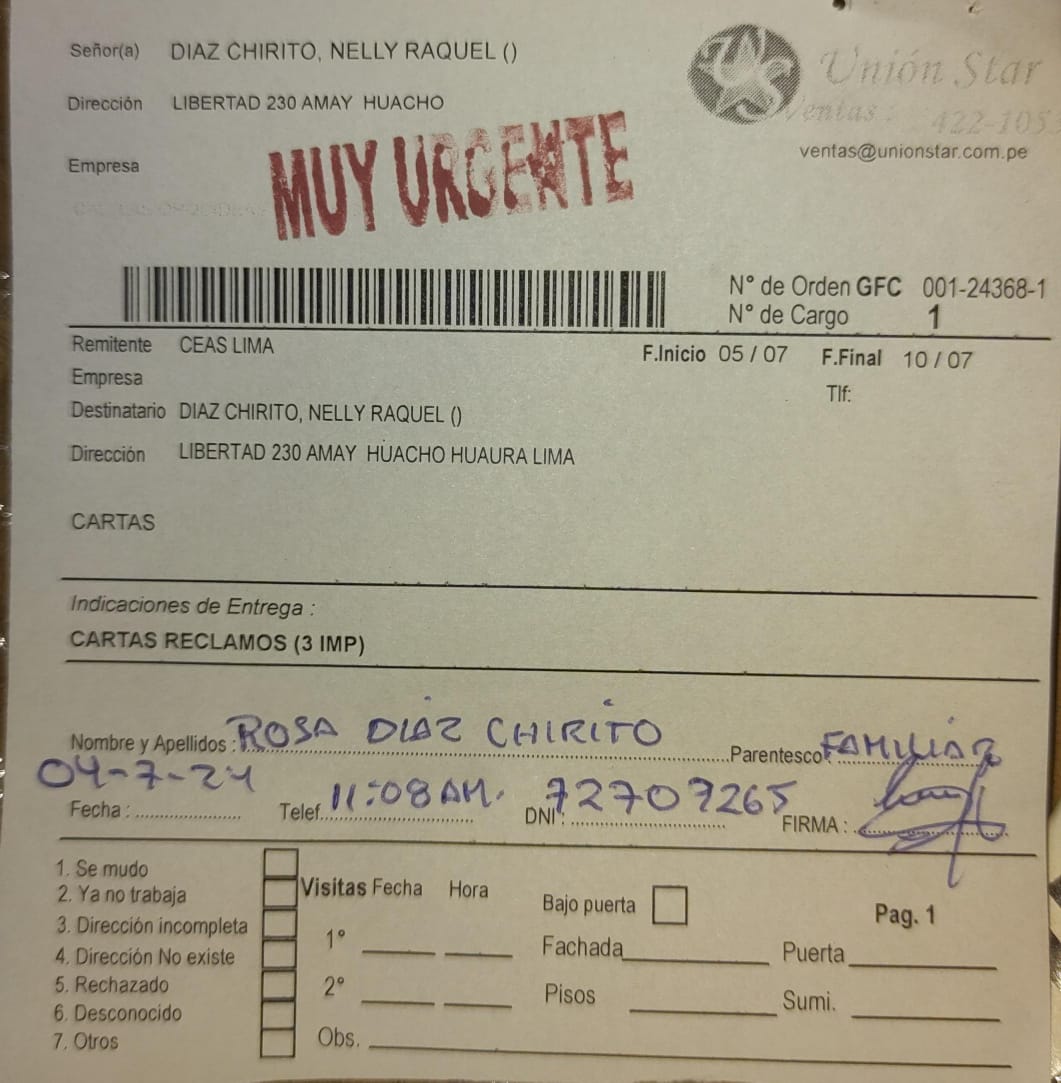 Señor(a) DIAZ CHIRITO, NELLY RAQUEL ()
Unión Star
Dirección LIBERTAD 230 AMAY HUACHO
Ventas : 422-105
Empresa
ventas@unionstar.com.pe
MUY URGENTE
N° de Orden GFC 001-24368-1
N° de Cargo 1
Remitente CEAS LIMA
F.Inicio 05 / 07 F.Final 10 / 07
Empresa
Tlf:
Destinatario DIAZ CHIRITO, NELLY RAQUEL ()
Dirección LIBERTAD 230 AMAY HUACHO HUAURA LIMA
CARTAS
Indicaciones de Entrega :
CARTAS RECLAMOS (3 IMP)
Nombre y Apellidos : ROSA DIAZ CHIRITO Parentesco : FAMILIAR
04-7-24
Fecha : Telef. 11:08 AM. DNI : 72707265 FIRMA :
1. Se mudo
2. Ya no trabaja
3. Dirección incompleta
4. Dirección No existe
5. Rechazado
6. Desconocido
7. Otros
Visitas Fecha Hora
1°
2°
Obs.
Bajo puerta
Pag. 1
Fachada Puerta
Pisos Sumi.